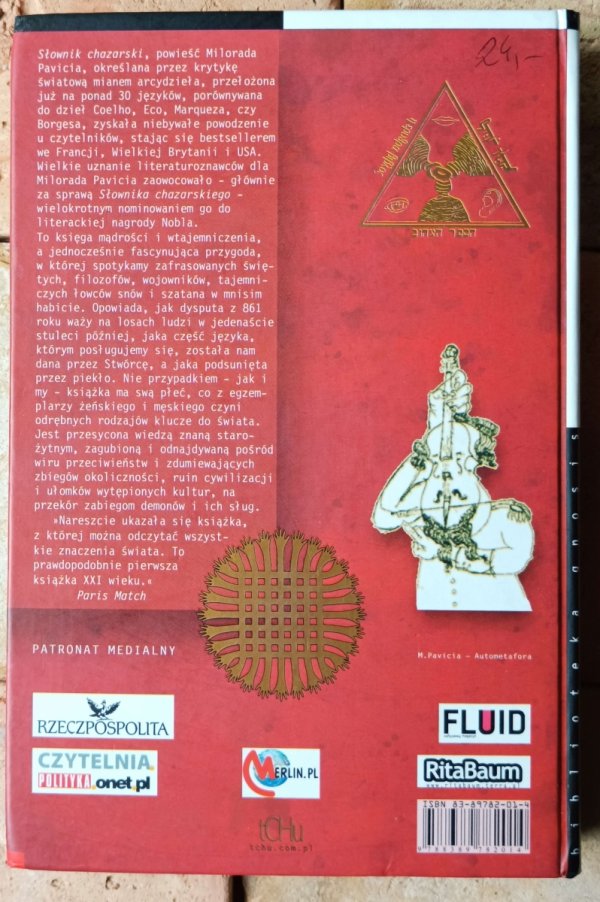 24,-
Słownik chazarski, powieść Milorada
Pavicia, określana przez krytykę
światową mianem arcydzieła, przełożona
już na ponad 30 języków, porównywana
do dzieł Coelho, Eco, Marqueza, czy
Borgesa, zyskała niebywałe powodzenie
u czytelników, stając się bestsellerem
we Francji, Wielkiej Brytanii i USA.
Wielkie uznanie literaturoznawców dla
Milorada Pavicia zaowocowało - głównie
za sprawą Słownika chazarskiego -
wielokrotnym nominowaniem go do
literackiej nagrody Nobla.
To księga mądrości i wtajemniczenia,
a jednocześnie fascynująca przygoda,
w której spotykamy zafrasowanych świę-
tych, filozofów, wojowników, tajemni-
czych łowców snów i szatana w mnisim
habicie. Opowiada, jak dysputa z 861
roku waży na losach ludzi w jedenaście
stuleci później, jaka część języka,
którym posługujemy się, została nam
dana przez Stwórcę, a jaka podsunięta
przez piekło. Nie przypadkiem - jak i
my - książka ma swą płeć, co z egzem-
plarzy żeńskiego i męskiego czyni
odrębnych rodzajów klucze do świata.
Jest przesycona wiedzą znaną staro-
żytnym, zagubioną i odnajdywaną pośród
wiru przeciwieństw i zdumiewających
zbiegów okoliczności, ruin cywilizacji
i ułomków wytępionych kultur, na
przekór zabiegom demonów i ich sług.
»Nareszcie ukazała się książka,
z której można odczytać wszyst-
kie znaczenia świata. To
prawdopodobnie pierwsza
książka XXI wieku.«
Paris Match
M.Pavicia - Autometafora
PATRONAT MEDIALNY
RZECZPOSPOLITA
CZYTELNIA.
POLITYKA.onet.pl
MERLIN.PL
FLUID
RitaBaum
www.ritabaum.terra.pl
tCHu
tchu.com.pl
ISBN 83-89782-01-4
9788389782014
biblioteka gnosis